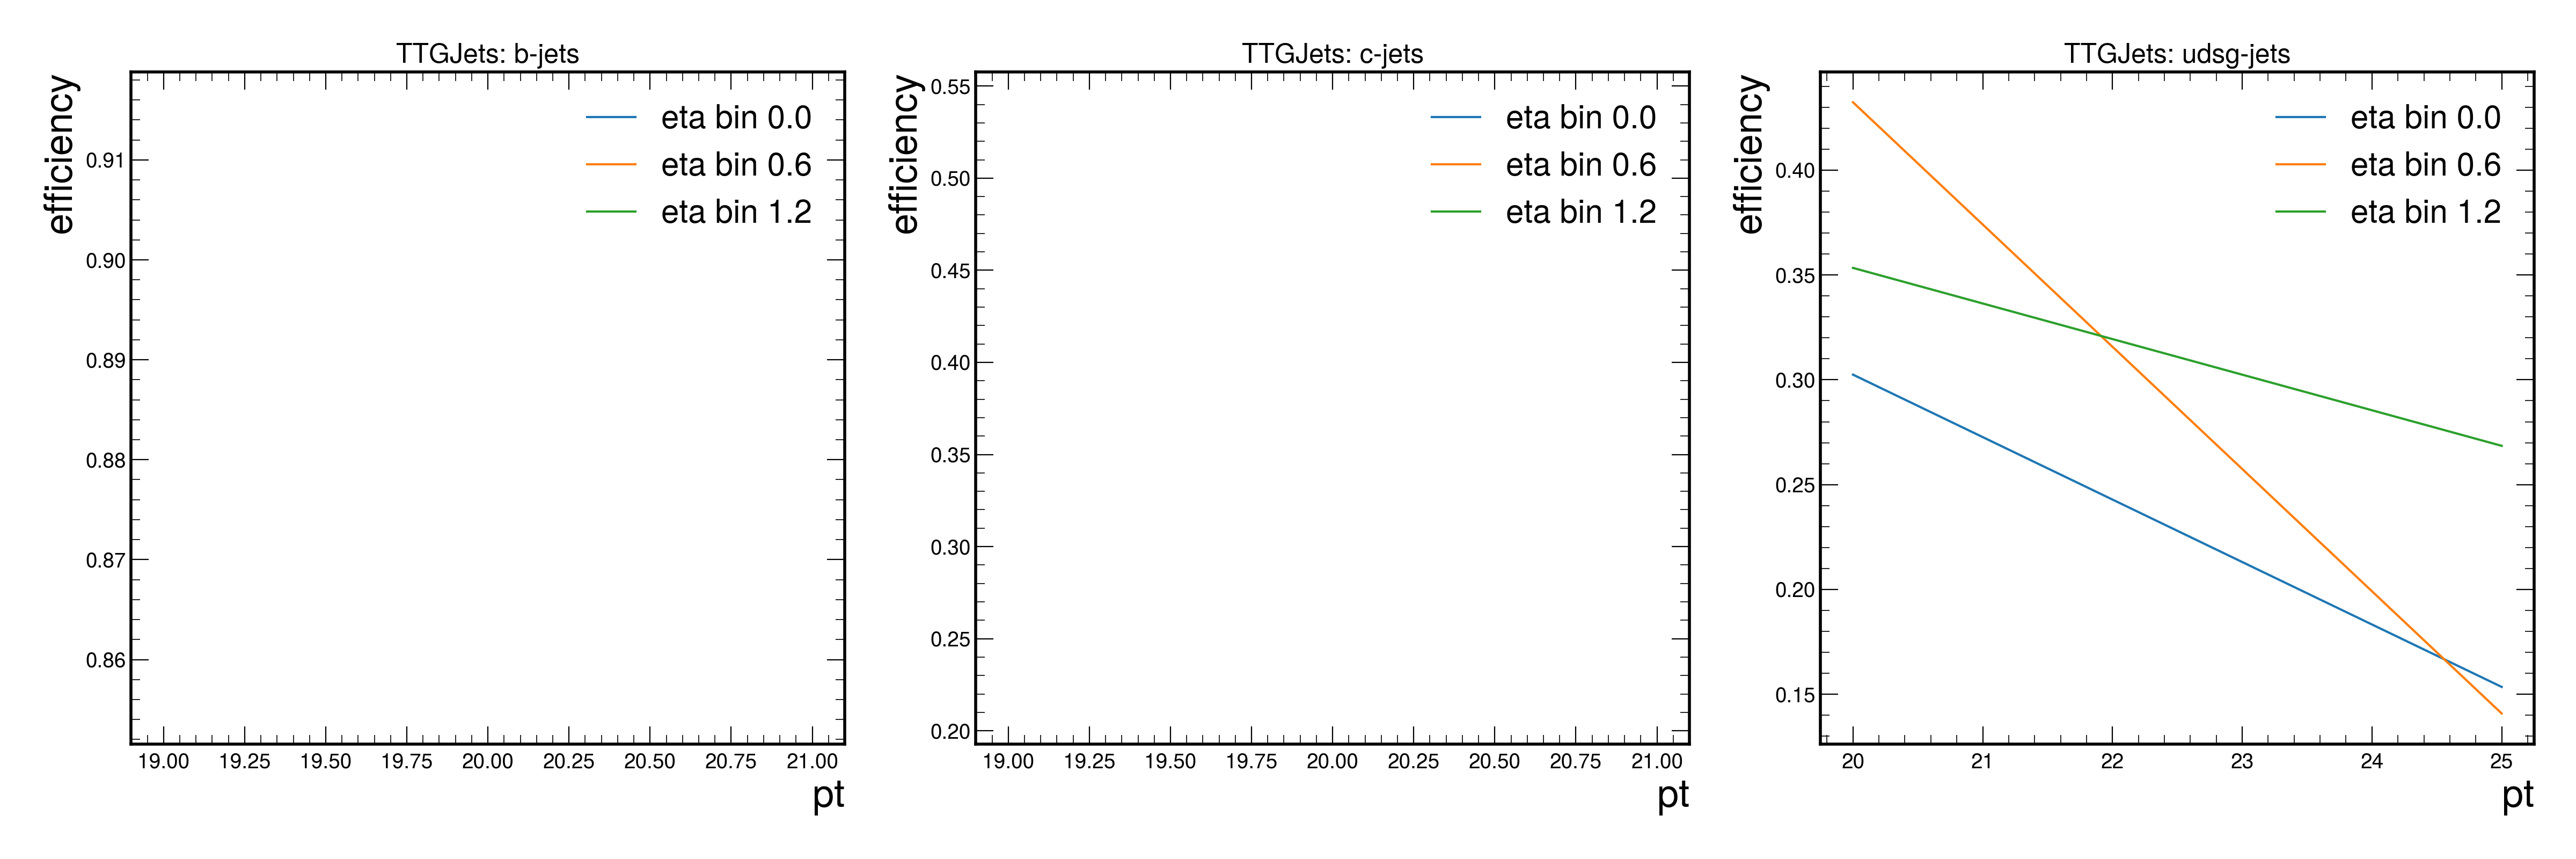 TTGJets: b-jets
efficiency
eta bin 0.0
eta bin 0.6
eta bin 1.2
0.91
0.90
0.89
0.88
0.87
0.86
19.00 19.25 19.50 19.75 20.00 20.25 20.50 20.75 21.00
pt
TTGJets: c-jets
efficiency
eta bin 0.0
eta bin 0.6
eta bin 1.2
0.55
0.50
0.45
0.40
0.35
0.30
0.25
0.20
19.00 19.25 19.50 19.75 20.00 20.25 20.50 20.75 21.00
pt
TTGJets: udsg-jets
efficiency
eta bin 0.0
eta bin 0.6
eta bin 1.2
0.40
0.35
0.30
0.25
0.20
0.15
20 21 22 23 24 25
pt